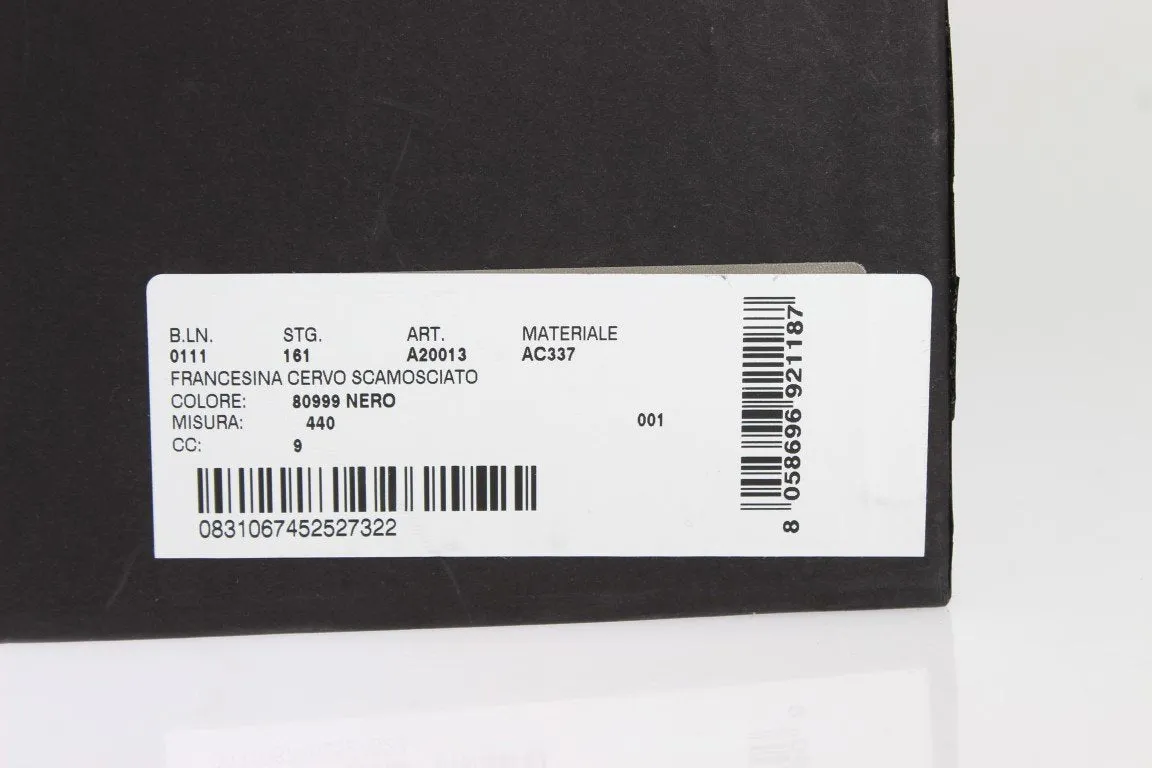 B.LN. STG. ART. MATERIALE
0111 161 A20013 AC337
FRANCESINA CERVO SCAMOSCIATO
COLORE: 80999 NERO
MISURA: 440 001
CC: 9
0831067452527322
8 058696 921187